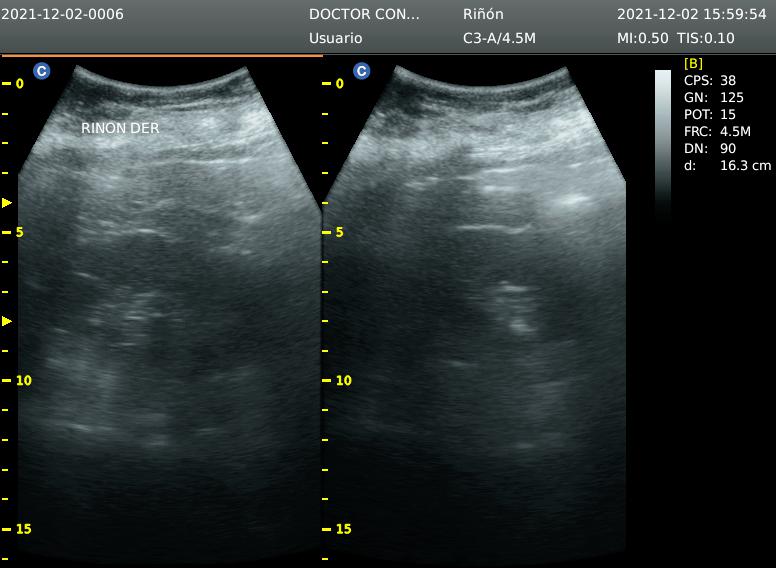 2021-12-02-0006 DOCTOR CON... Riñón 2021-12-02 15:59:54
Usuario C3-A/4.5M MI:0.50 TIS:0.10
C
C
[B]
CPS: 38
GN: 125
POT: 15
FRC: 4.5M
DN: 90
d: 16.3 cm
RINON DER
0
5
10
15
0
5
10
15